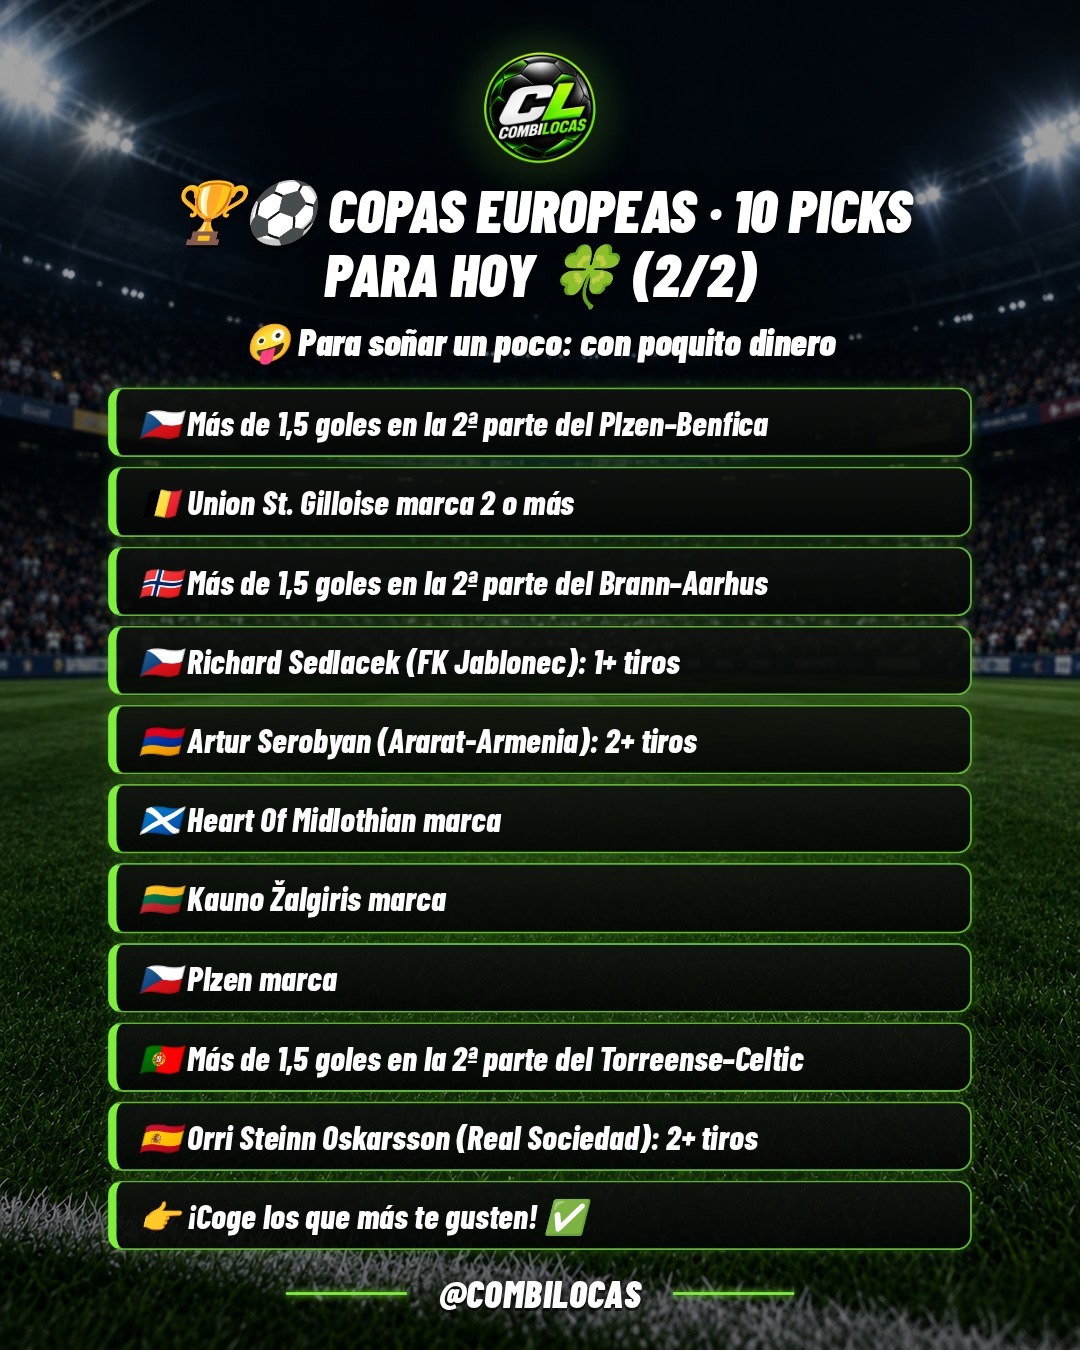 CL
COMBILOCAS
🏆⚽ COPAS EUROPEAS · 10 PICKS
PARA HOY 🍀 (2/2)
🤪 Para soñar un poco: con poquito dinero
🇨🇿 Más de 1,5 goles en la 2ª parte del Plzen-Benfica
🇧🇪 Union St. Gilloise marca 2 o más
🇳🇴 Más de 1,5 goles en la 2ª parte del Brann-Aarhus
🇨🇿 Richard Sedlacek (FK Jablonec): 1+ tiros
🇦🇲 Artur Serobyan (Ararat-Armenia): 2+ tiros
🏴󠁧󠁢󠁳󠁣󠁴󠁿 Heart Of Midlothian marca
🇱🇹 Kauno Žalgiris marca
🇨🇿 Plzen marca
🇵🇹 Más de 1,5 goles en la 2ª parte del Torreense-Celtic
🇪🇸 Orri Steinn Oskarsson (Real Sociedad): 2+ tiros
👉 ¡Coge los que más te gusten! ✅
@COMBILOCAS